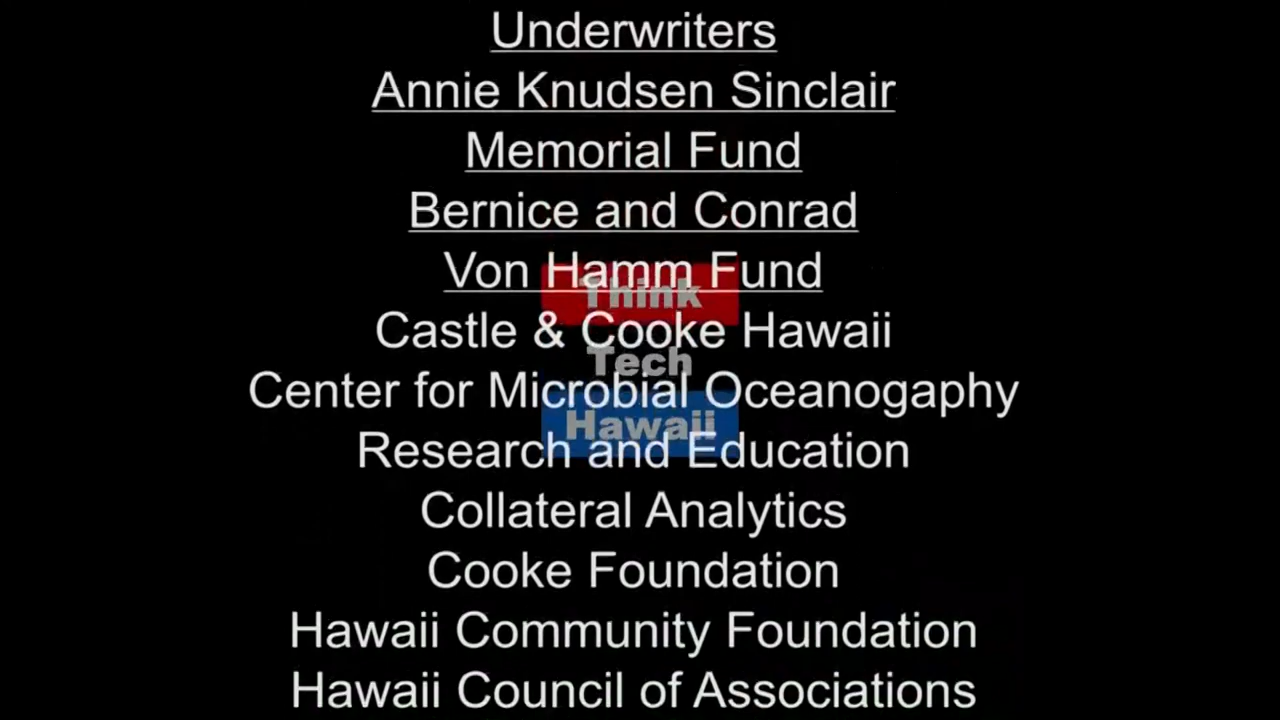 Underwriters
Annie Knudsen Sinclair
Memorial Fund
Bernice and Conrad
Von Hamm Fund
Think
Castle & Cooke Hawaii
Tech
Center for Microbial Oceanogaphy
Hawaii
Research and Education
Collateral Analytics
Cooke Foundation
Hawaii Community Foundation
Hawaii Council of Associations